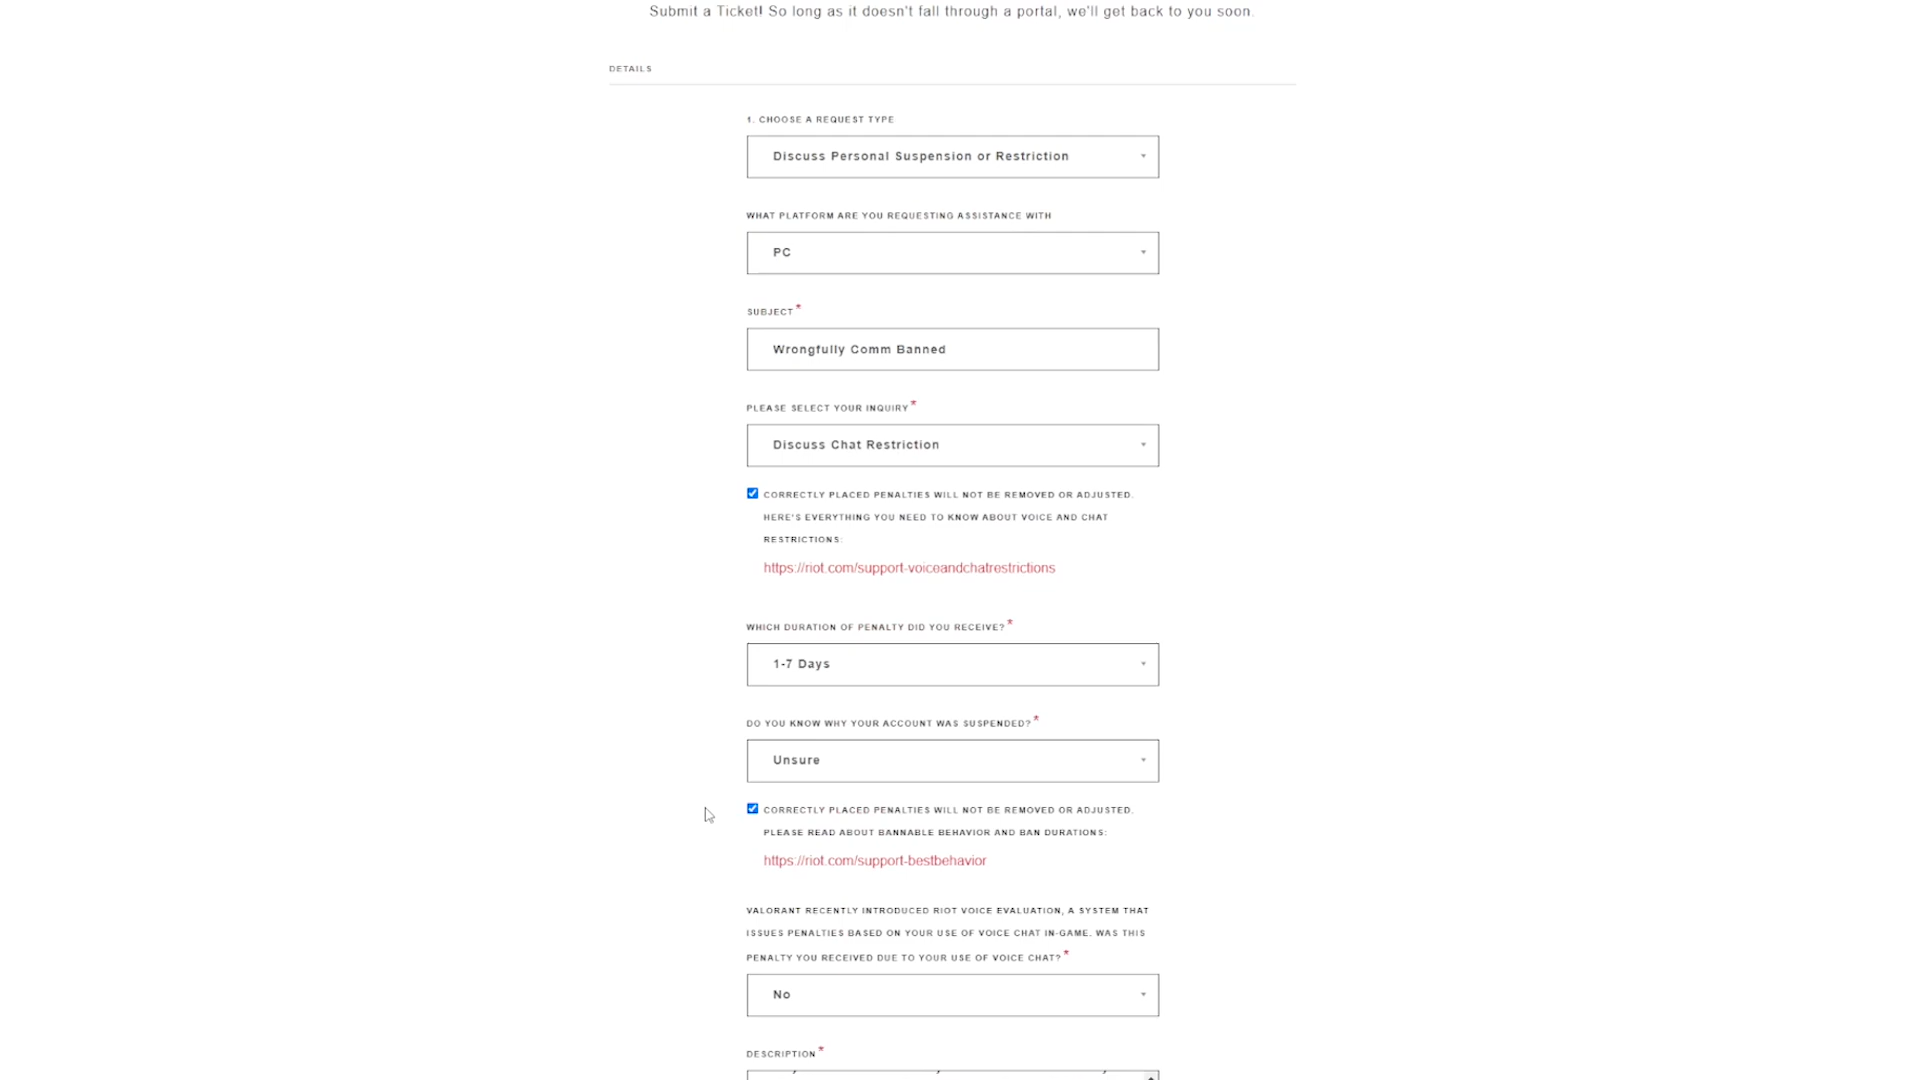 Submit a Ticket! So long as it doesn't fall through a portal, we'll get back to you soon.
DETAILS
1. CHOOSE A REQUEST TYPE
Discuss Personal Suspension or Restriction
WHAT PLATFORM ARE YOU REQUESTING ASSISTANCE WITH
PC
SUBJECT*
Wrongfully Comm Banned
PLEASE SELECT YOUR INQUIRY*
Discuss Chat Restriction
CORRECTLY PLACED PENALTIES WILL NOT BE REMOVED OR ADJUSTED.
HERE'S EVERYTHING YOU NEED TO KNOW ABOUT VOICE AND CHAT
RESTRICTIONS:
https://riot.com/support-voiceandchatrestrictions
WHICH DURATION OF PENALTY DID YOU RECEIVE?*
1-7 Days
DO YOU KNOW WHY YOUR ACCOUNT WAS SUSPENDED?*
Unsure
CORRECTLY PLACED PENALTIES WILL NOT BE REMOVED OR ADJUSTED.
PLEASE READ ABOUT BANNABLE BEHAVIOR AND BAN DURATIONS:
https://riot.com/support-bestbehavior
VALORANT RECENTLY INTRODUCED RIOT VOICE EVALUATION, A SYSTEM THAT
ISSUES PENALTIES BASED ON YOUR USE OF VOICE CHAT IN-GAME. WAS THIS
PENALTY YOU RECEIVED DUE TO YOUR USE OF VOICE CHAT?*
No
DESCRIPTION*